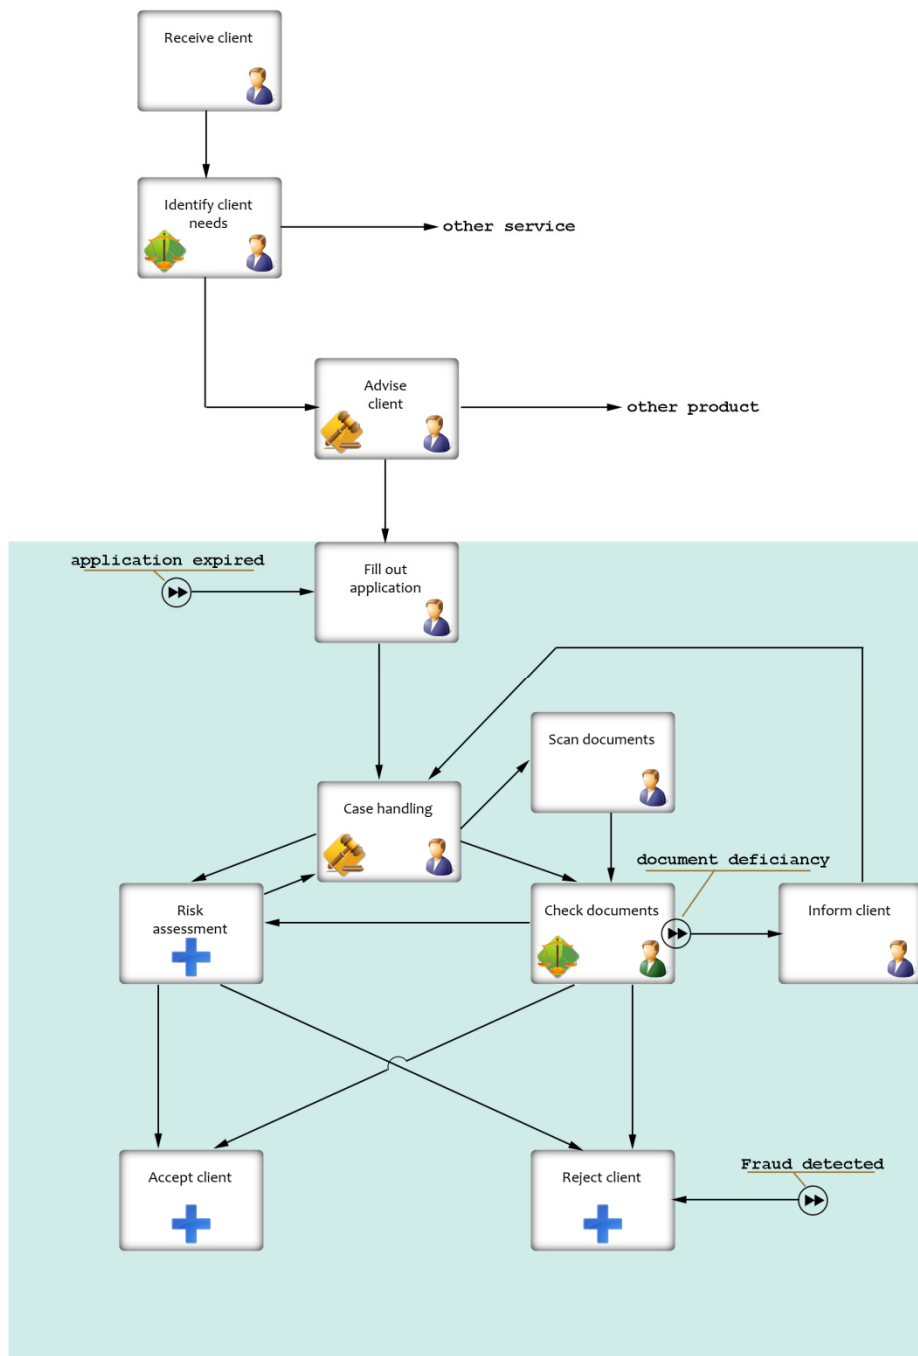 Receive client
Identify client
needs
other service
Advise
client
other product
application expired
Fill out
application
Scan documents
Case handling
document deficiancy
Risk
assessment
Check documents
Inform client
Accept client
Reject client
Fraud detected